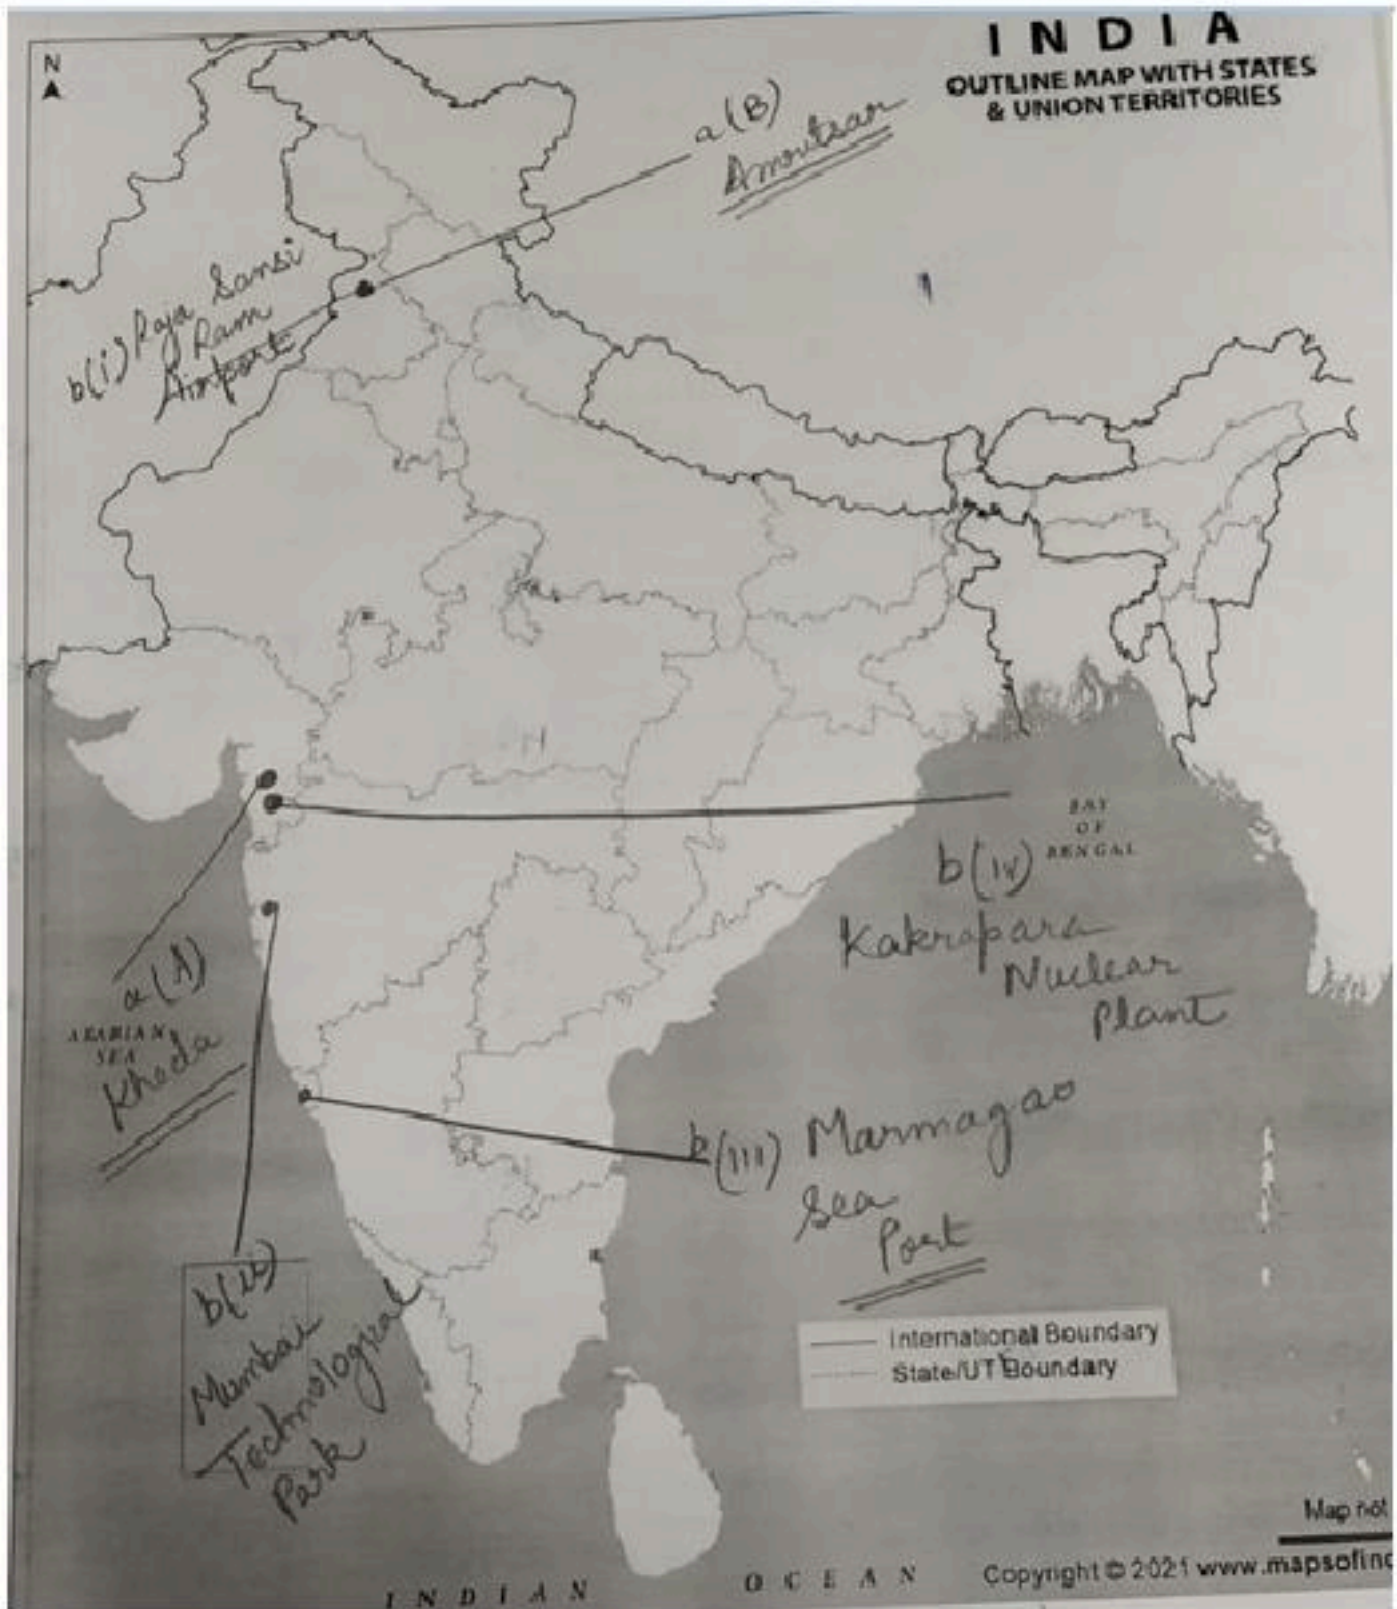 INDIA
OUTLINE MAP WITH STATES
& UNION TERRITORIES
N
a(B)
Amritsar
b(i) Raja Sansi
Ram
Airport
BAY
OF
BENGAL
b(iv)
Kakrapara
Nuclear
Plant
a(A)
ARABIAN
SEA
Kheda
b(iii) Marmagao
Sea
Port
b(ii)
Mumbai
Technological
Park
International Boundary
State/UT Boundary
Map not
Copyright © 2021 www.mapsofind
INDIAN OCEAN